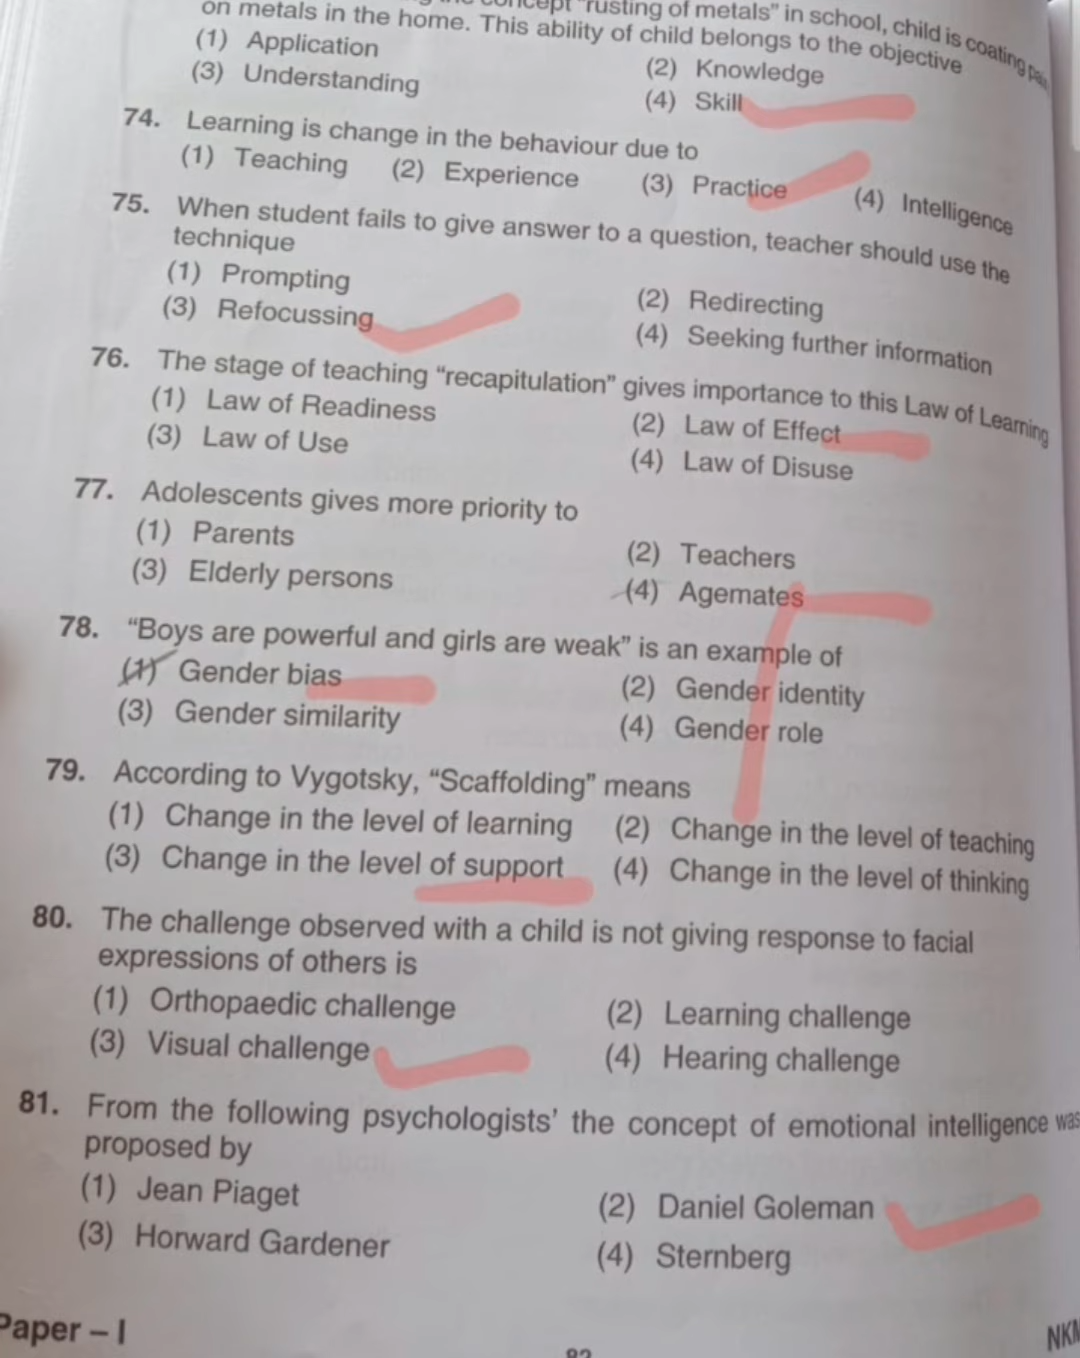 concept "rusting of metals" in school, child is coating
on metals in the home. This ability of child belongs to the objective
(1) Application
(2) Knowledge
(3) Understanding
(4) Skill
74. Learning is change in the behaviour due to
(1) Teaching (2) Experience (3) Practice (4) Intelligence
75. When student fails to give answer to a question, teacher should use the
technique
(1) Prompting
(2) Redirecting
(3) Refocussing
(4) Seeking further information
76. The stage of teaching "recapitulation" gives importance to this Law of Learning
(1) Law of Readiness
(2) Law of Effect
(3) Law of Use
(4) Law of Disuse
77. Adolescents gives more priority to
(1) Parents
(2) Teachers
(3) Elderly persons
(4) Agemates
78. "Boys are powerful and girls are weak" is an example of
(1) Gender bias
(2) Gender identity
(3) Gender similarity
(4) Gender role
79. According to Vygotsky, "Scaffolding" means
(1) Change in the level of learning (2) Change in the level of teaching
(3) Change in the level of support (4) Change in the level of thinking
80. The challenge observed with a child is not giving response to facial
expressions of others is
(1) Orthopaedic challenge
(2) Learning challenge
(3) Visual challenge
(4) Hearing challenge
81. From the following psychologists' the concept of emotional intelligence was
proposed by
(1) Jean Piaget
(2) Daniel Goleman
(3) Horward Gardener
(4) Sternberg
Paper – I